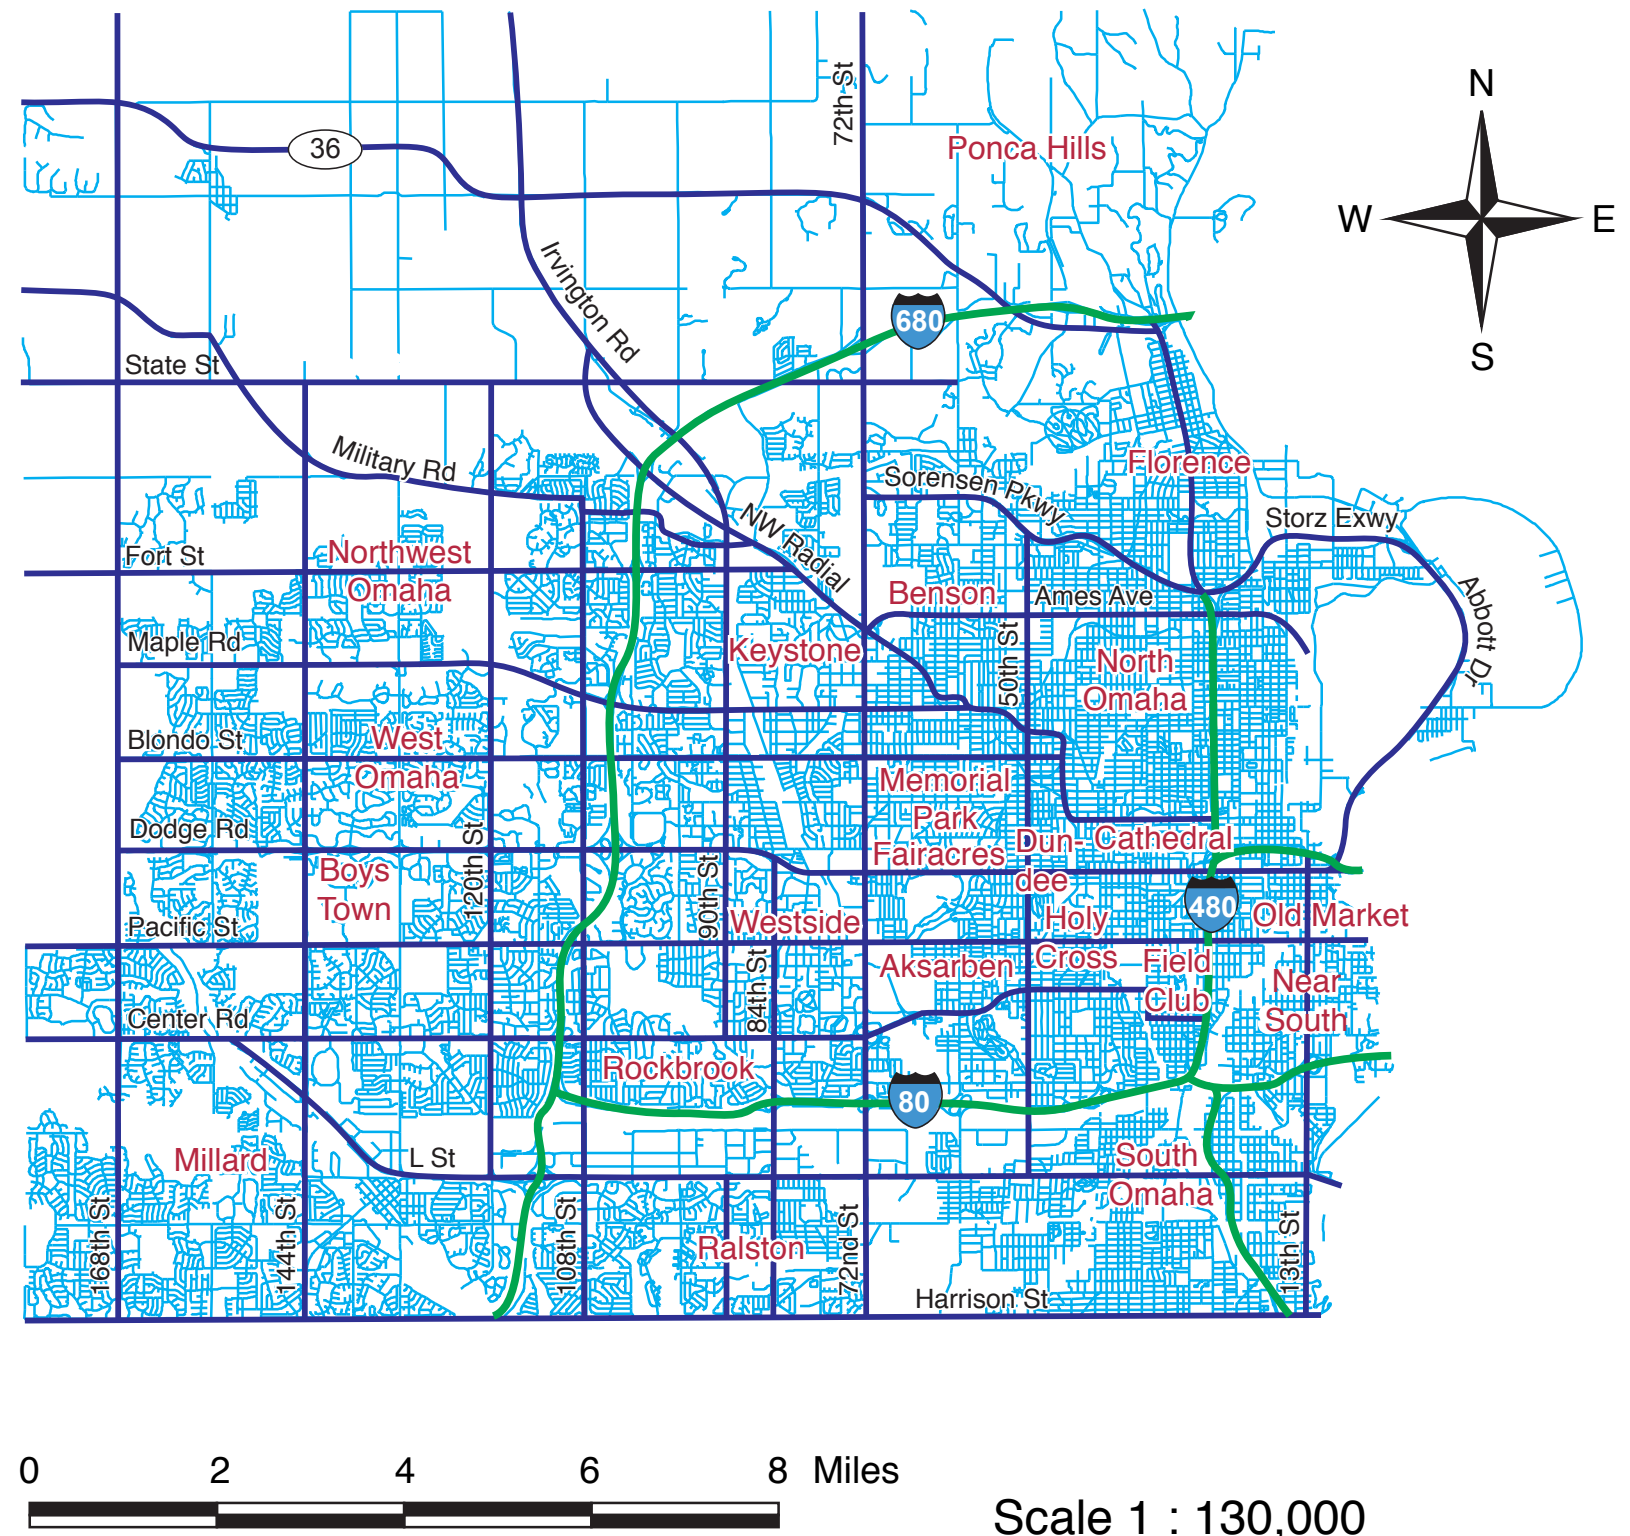 N
W
E
S
36
72th St
Ponca Hills
Irvington Rd
680
State St
Military Rd
Florence
Sorensen Pkwy
Storz Exwy
NW Radial
Fort St
Northwest
Omaha
Benson
Ames Ave
Abbott Dr
Maple Rd
Keystone
50th St
North
Omaha
Blondo St
West
Omaha
Memorial
Park
Fairacres
Dodge Rd
120th St
Dun-
dee
Cathedral
Boys
Town
90th St
480
Pacific St
Westside
Holy
Cross
Old Market
Aksarben
Field
Club
84th St
Near
South
Center Rd
Rockbrook
80
Millard
L St
South
Omaha
168th St
144th St
108th St
Ralston
72nd St
13th St
Harrison St
0 2 4 6 8 Miles
Scale 1 : 130,000